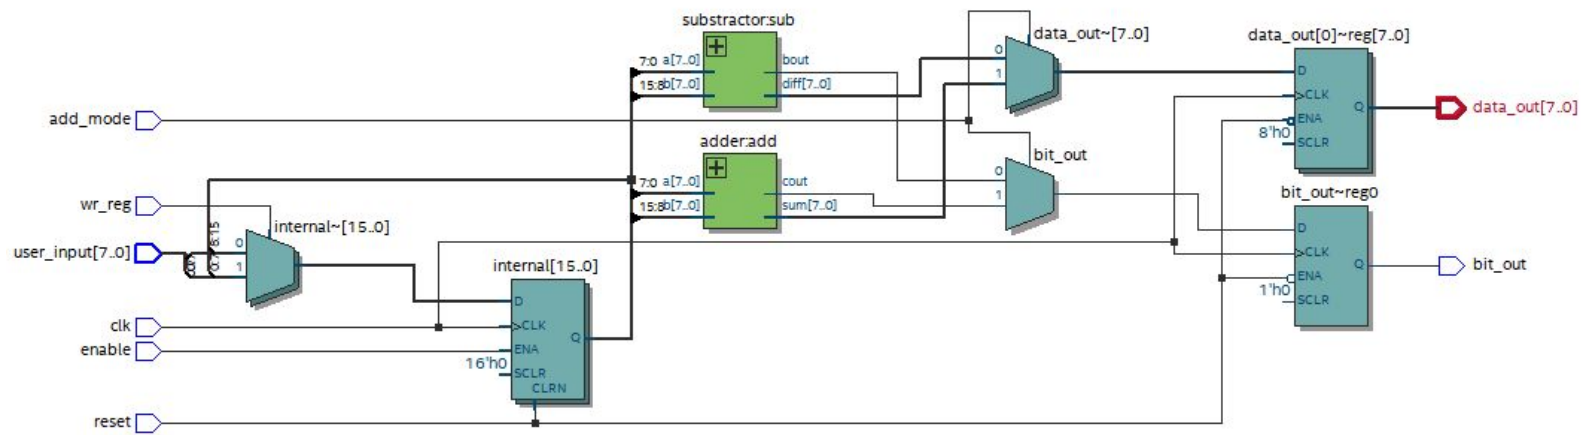 substractor:sub
7:0 a[7..0]
15:8 b[7..0]
bout
diff[7..0]
data_out~[7..0]
0
1
data_out[0]~reg[7..0]
D
CLK
ENA
8'h0
SCLR
Q
data_out[7..0]
add_mode
adder:add
7:0 a[7..0]
15:8 b[7..0]
cout
sum[7..0]
bit_out
0
1
bit_out~reg0
D
CLK
ENA
1'h0
SCLR
Q
bit_out
wr_reg
user_input[7..0]
internal~[15..0]
0
1
8:15
internal[15..0]
D
CLK
ENA
16'h0
SCLR
CLRN
Q
clk
enable
reset